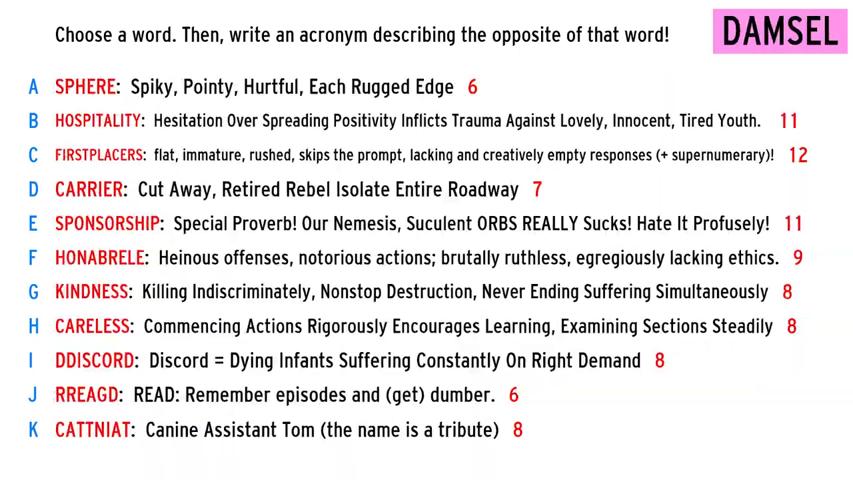 Choose a word. Then, write an acronym describing the opposite of that word!
DAMSEL
A SPHERE: Spiky, Pointy, Hurtful, Each Rugged Edge 6
B HOSPITALITY: Hesitation Over Spreading Positivity Inflicts Trauma Against Lovely, Innocent, Tired Youth. 11
C FIRSTPLACERS: flat, immature, rushed, skips the prompt, lacking and creatively empty responses (+ supernumerary)! 12
D CARRIER: Cut Away, Retired Rebel Isolate Entire Roadway 7
E SPONSORSHIP: Special Proverb! Our Nemesis, Suculent ORBS REALLY Sucks! Hate It Profusely! 11
F HONABRELE: Heinous offenses, notorious actions; brutally ruthless, egregiously lacking ethics. 9
G KINDNESS: Killing Indiscriminately, Nonstop Destruction, Never Ending Suffering Simultaneously 8
H CARELESS: Commencing Actions Rigorously Encourages Learning, Examining Sections Steadily 8
I DDISCORD: Discord = Dying Infants Suffering Constantly On Right Demand 8
J RREAGD: READ: Remember episodes and (get) dumber. 6
K CATTNIAT: Canine Assistant Tom (the name is a tribute) 8